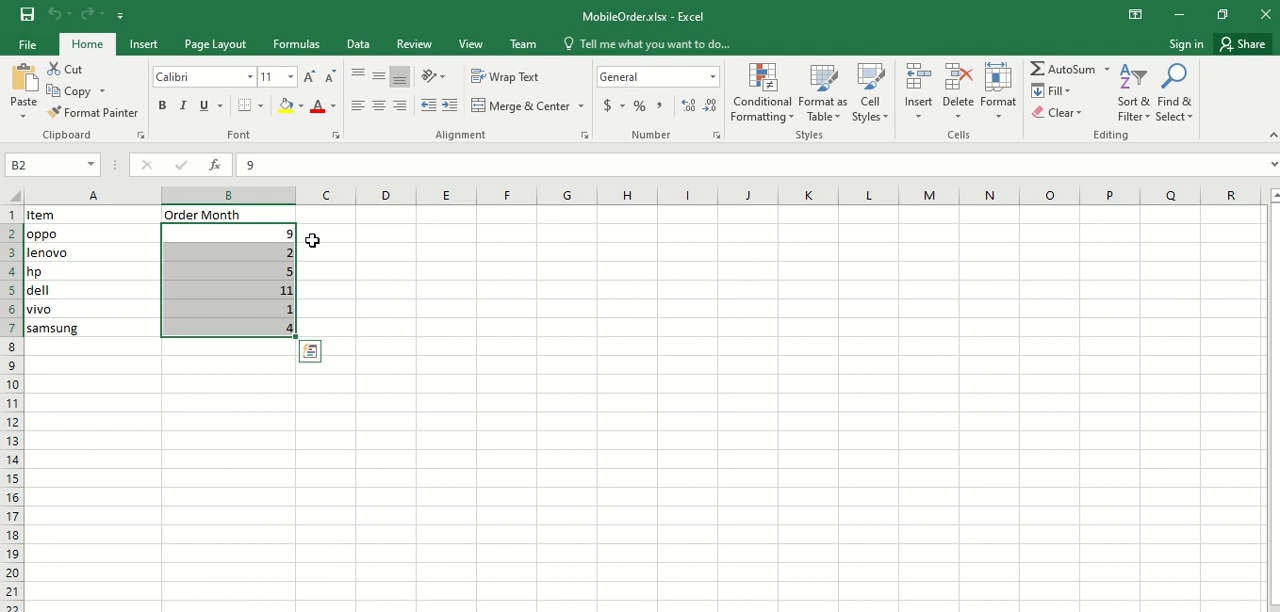 MobileOrder.xlsx - Excel
File Home Insert Page Layout Formulas Data Review View Team Tell me what you want to do... Sign in Share
Paste
Cut
Copy
Format Painter
Clipboard
Calibri 11 A A
B I U A
Font
Wrap Text
Merge & Center
Alignment
General
$ % ,
Number
Conditional Formatting
Format as Table
Cell Styles
Styles
Insert Delete Format
Cells
AutoSum
Fill
Clear
Sort & Filter
Find & Select
Editing
B2 fx 9
A B C D E F G H I J K L M N O P Q R
1 Item Order Month
2 oppo 9
3 lenovo 2
4 hp 5
5 dell 11
6 vivo 1
7 samsung 4
8
9
10
11
12
13
14
15
16
17
18
19
20
21
22